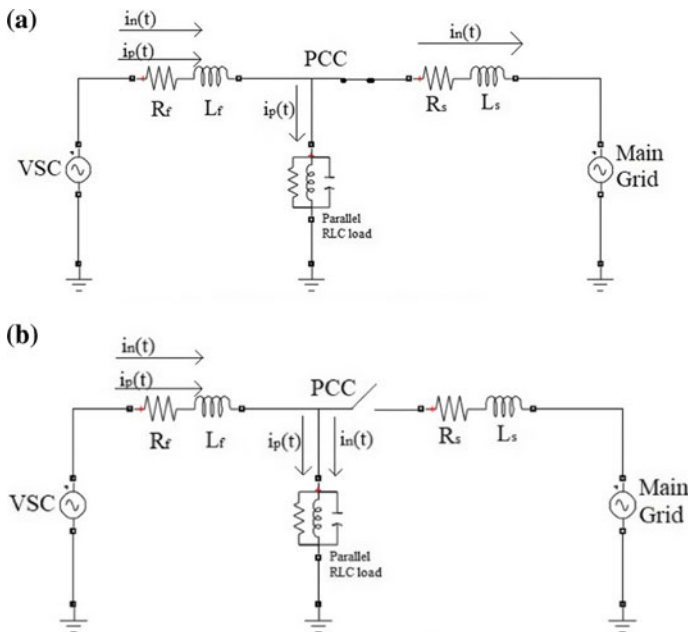 (a)
in(t)
ip(t)
in(t)
PCC
Rf
Lf
ip(t)
Rs
Ls
VSC
Main
Grid
Parallel
RLC load
(b)
in(t)
ip(t)
PCC
Rf
Lf
ip(t)
in(t)
Rs
Ls
VSC
Main
Grid
Parallel
RLC load